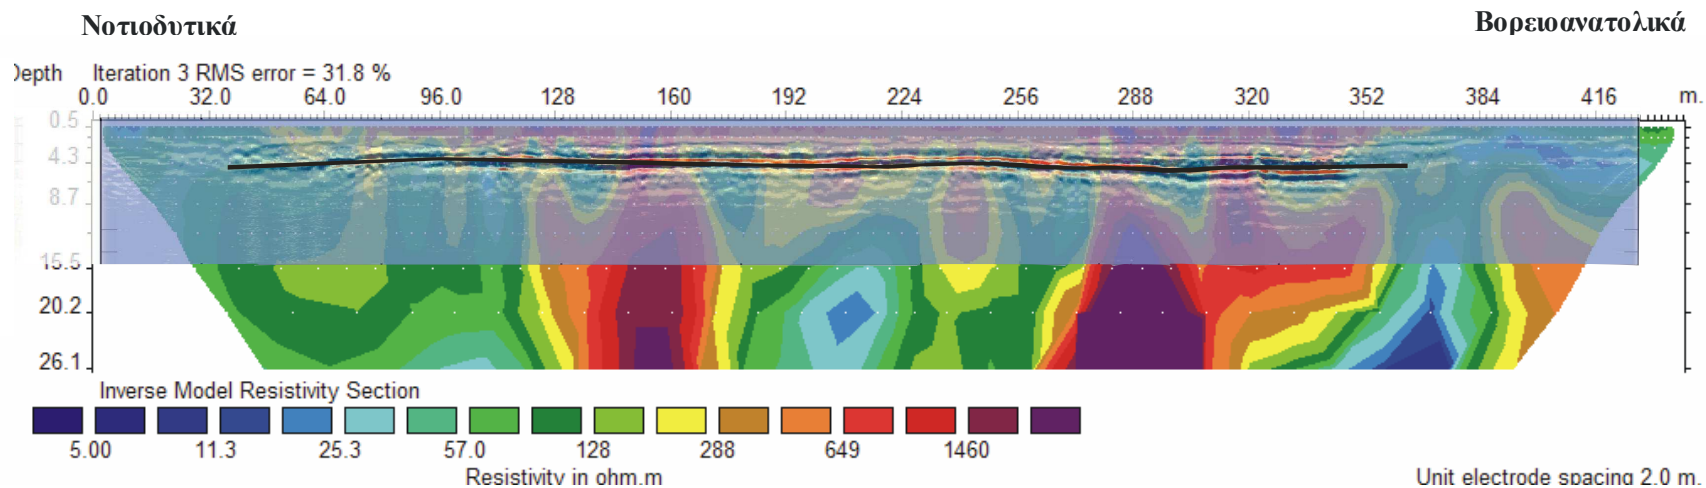 Νοτιοδυτικά Βορειοανατολικά
Depth Iteration 3 RMS error = 31.8 %
0.0 32.0 64.0 96.0 128 160 192 224 256 288 320 352 384 416 m.
0.5
4.3
8.7
15.5
20.2
26.1
Inverse Model Resistivity Section
5.00 11.3 25.3 57.0 128 288 649 1460
Resistivity in ohm.m Unit electrode spacing 2.0 m.